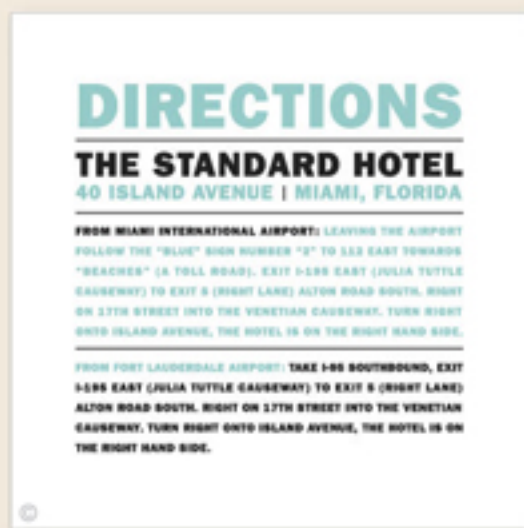 DIRECTIONS
THE STANDARD HOTEL
40 ISLAND AVENUE | MIAMI, FLORIDA
FROM MIAMI INTERNATIONAL AIRPORT: LEAVING THE AIRPORT
FOLLOW THE "BLUE" SIGN NUMBER "2" TO 112 EAST TOWARDS
"BEACHES" (A TOLL ROAD). EXIT I-195 EAST (JULIA TUTTLE
CAUSEWAY) TO EXIT 5 (RIGHT LANE) ALTON ROAD SOUTH. RIGHT
ON 17TH STREET INTO THE VENETIAN CAUSEWAY. TURN RIGHT
ONTO ISLAND AVENUE, THE HOTEL IS ON THE RIGHT HAND SIDE.
FROM FORT LAUDERDALE AIRPORT: TAKE I-95 SOUTHBOUND, EXIT
I-195 EAST (JULIA TUTTLE CAUSEWAY) TO EXIT 5 (RIGHT LANE)
ALTON ROAD SOUTH. RIGHT ON 17TH STREET INTO THE VENETIAN
CAUSEWAY. TURN RIGHT ONTO ISLAND AVENUE, THE HOTEL IS ON
THE RIGHT HAND SIDE.
©